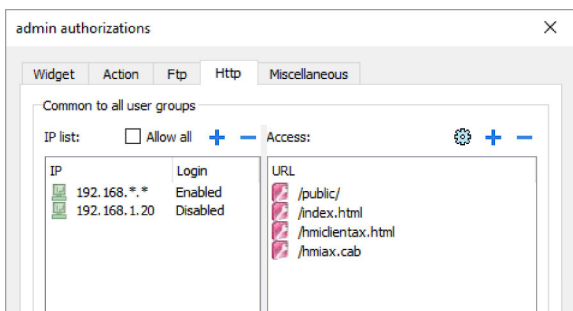 admin authorizations
Widget Action Ftp Http Miscellaneous
Common to all user groups
IP list: Allow all Access:
IP Login URL
192.168.*.* Enabled /public/
192.168.1.20 Disabled /index.html
/hmiclientax.html
/hmiax.cab